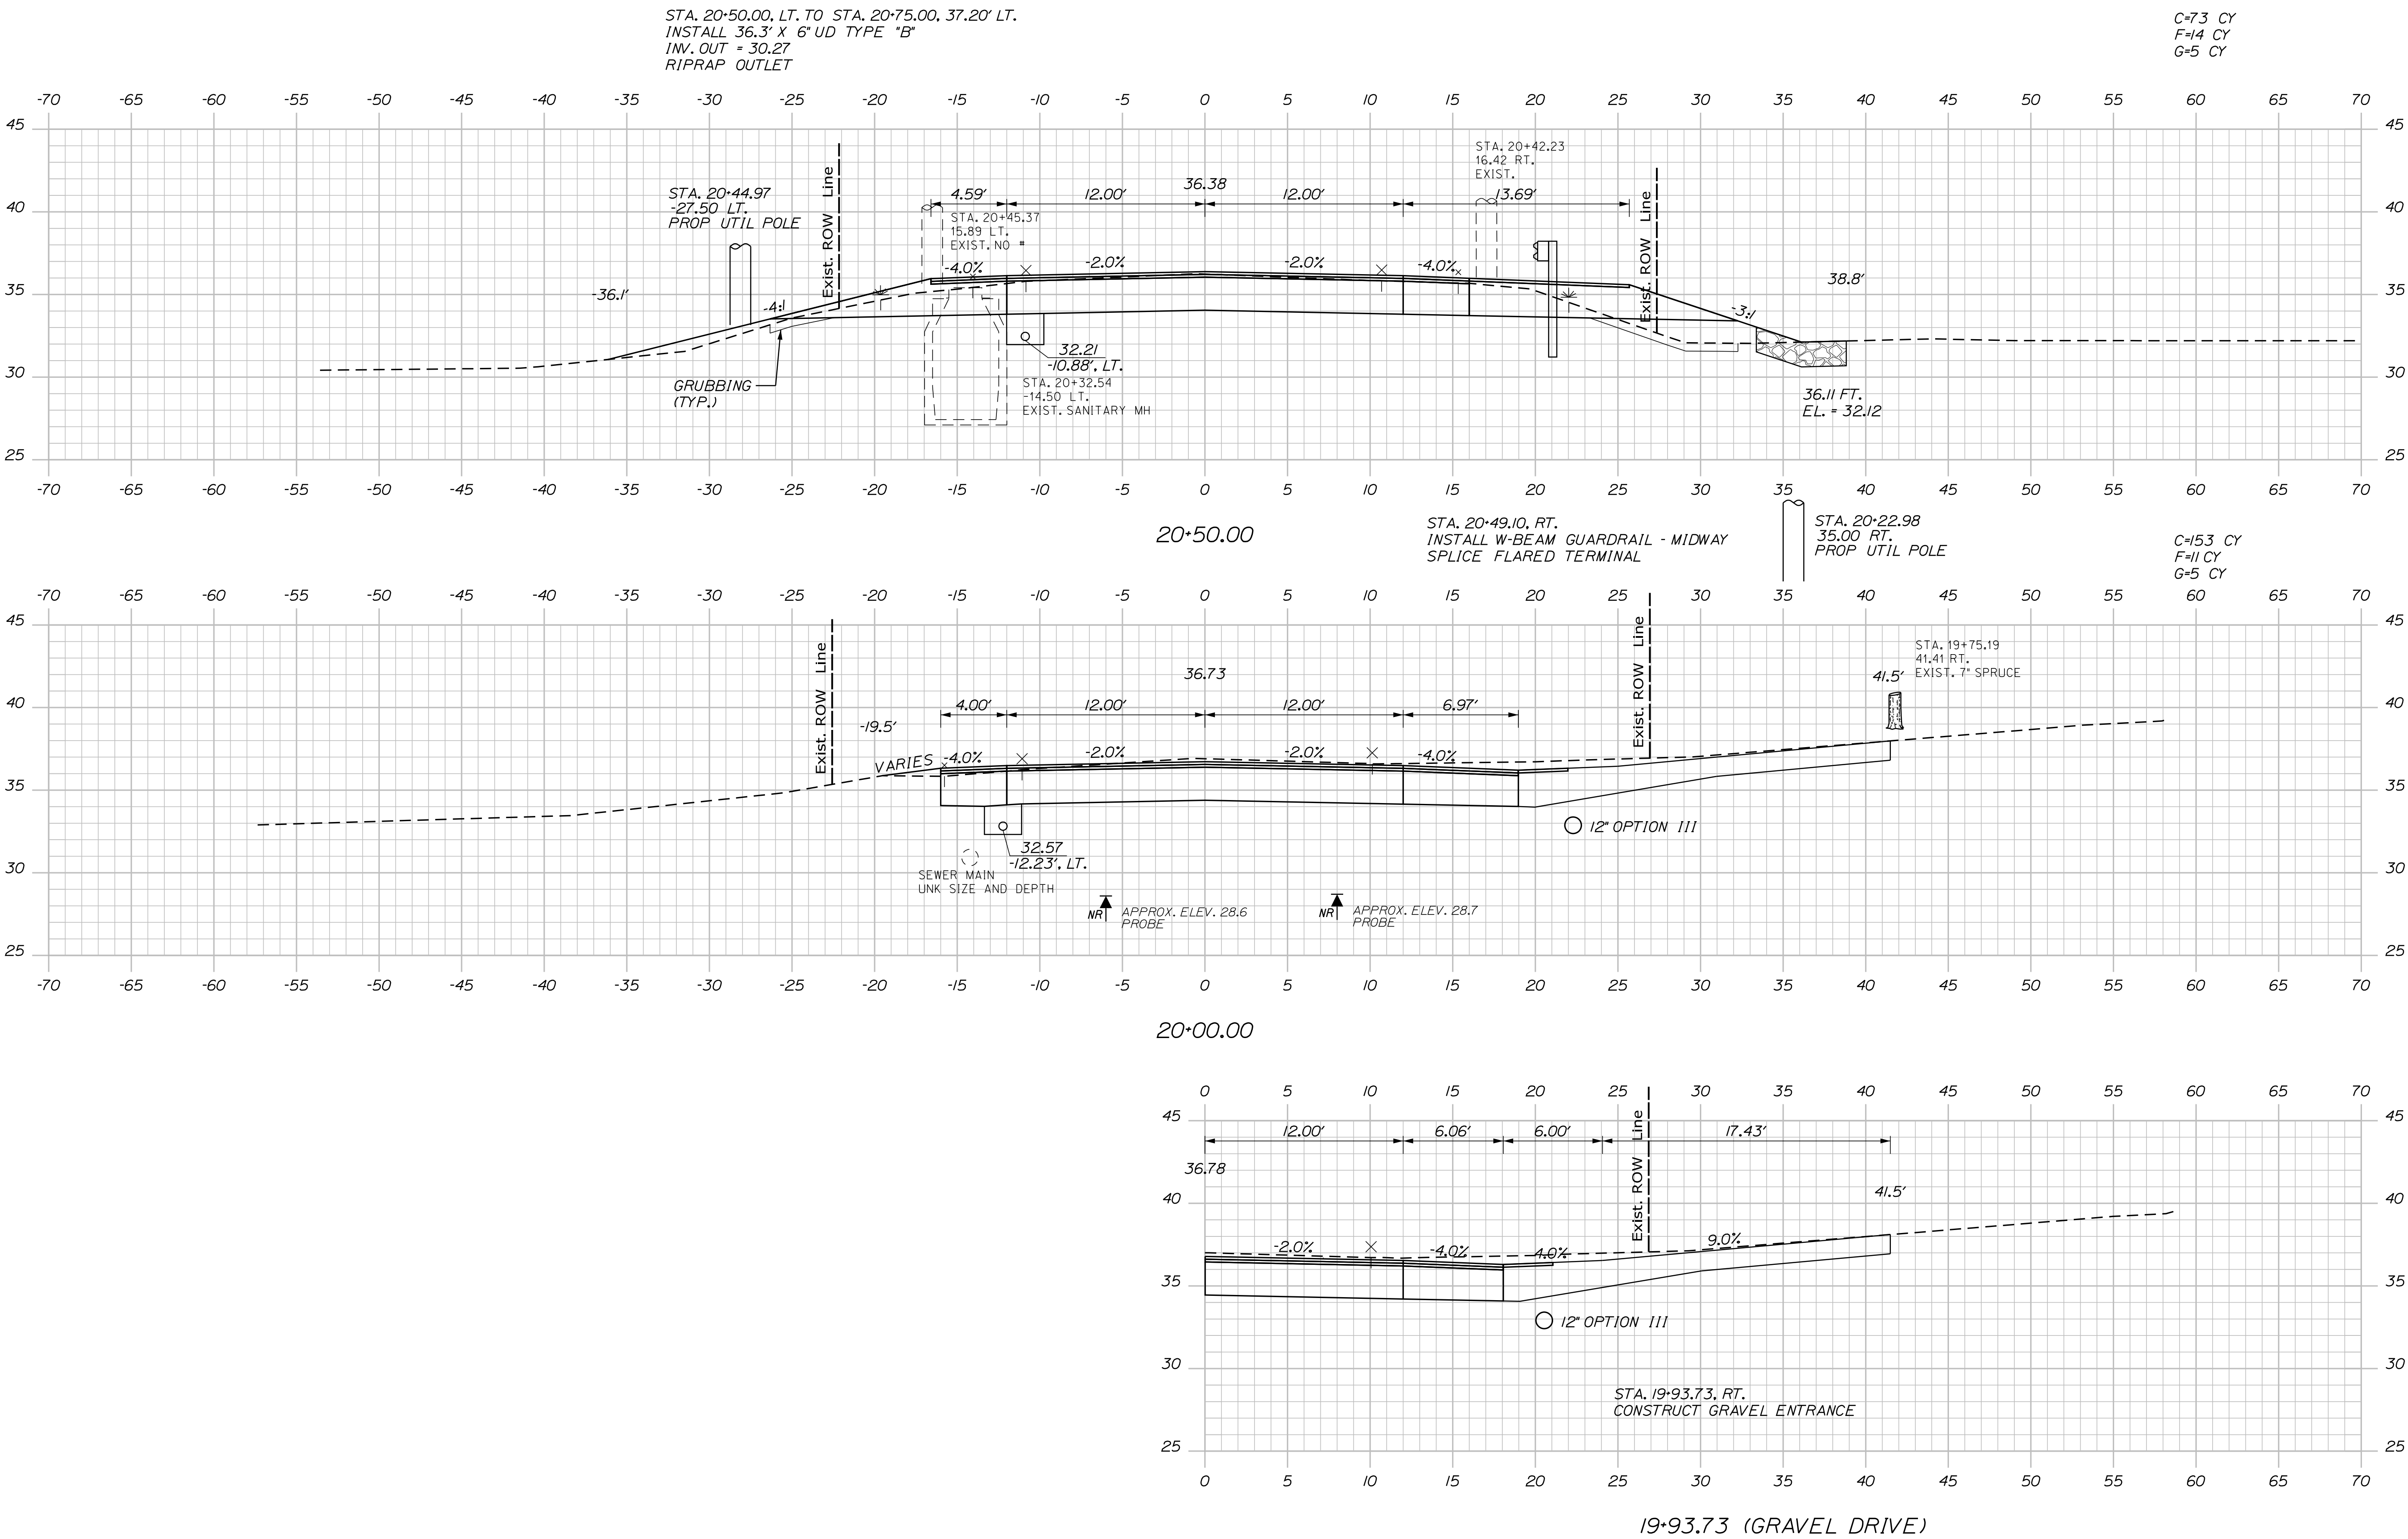 STA. 20+50.00, LT. TO STA. 20+75.00, 37.20' LT.
INSTALL 36.3' X 6" UD TYPE "B"
INV. OUT = 30.27
RIPRAP OUTLET
C=73 CY
F=14 CY
G=5 CY
-70 -65 -60 -55 -50 -45 -40 -35 -30 -25 -20 -15 -10 -5 0 5 10 15 20 25 30 35 40 45 50 55 60 65 70
45 45
STA. 20+42.23
16.42 RT.
EXIST.
Exist. ROW Line
Exist. ROW Line
STA. 20+44.97
-27.50 LT.
PROP UTIL POLE
36.38
4.59' 12.00' 12.00' 13.69'
40 40
STA. 20+45.37
15.89 LT.
EXIST. NO "
-4.0% -2.0% -2.0% -4.0%
38.8'
-36.1'
35 35
-4:1
-3:1
32.21
-10.88', LT.
30 30
GRUBBING
(TYP.)
STA. 20+32.54
-14.50 LT.
EXIST. SANITARY MH
36.11 FT.
EL. = 32.12
25 25
-70 -65 -60 -55 -50 -45 -40 -35 -30 -25 -20 -15 -10 -5 0 5 10 15 20 25 30 35 40 45 50 55 60 65 70
20+50.00
STA. 20+49.10, RT.
INSTALL W-BEAM GUARDRAIL - MIDWAY
SPLICE FLARED TERMINAL
STA. 20+22.98
35.00 RT.
PROP UTIL POLE
C=153 CY
F=11 CY
G=5 CY
-70 -65 -60 -55 -50 -45 -40 -35 -30 -25 -20 -15 -10 -5 0 5 10 15 20 25 30 35 40 45 50 55 60 65 70
45 45
Exist. ROW Line
Exist. ROW Line
STA. 19+75.19
41.41 RT.
EXIST. 7" SPRUCE
41.5'
36.73
40 40
4.00' 12.00' 12.00' 6.97'
-19.5'
VARIES -4.0% -2.0% -2.0% -4.0%
35 35
12" OPTION III
32.57
-12.23', LT.
30 30
SEWER MAIN
UNK SIZE AND DEPTH
NR APPROX. ELEV. 28.6
PROBE
NR APPROX. ELEV. 28.7
PROBE
25 25
-70 -65 -60 -55 -50 -45 -40 -35 -30 -25 -20 -15 -10 -5 0 5 10 15 20 25 30 35 40 45 50 55 60 65 70
20+00.00
0 5 10 15 20 25 30 35 40 45 50 55 60 65 70
45 45
Exist. ROW Line
12.00' 6.06' 6.00' 17.43'
36.78
41.5'
40 40
-2.0% -4.0% 4.0% 9.0%
35 35
12" OPTION III
30 30
STA. 19+93.73, RT.
CONSTRUCT GRAVEL ENTRANCE
25 25
0 5 10 15 20 25 30 35 40 45 50 55 60 65 70
19+93.73 (GRAVEL DRIVE)